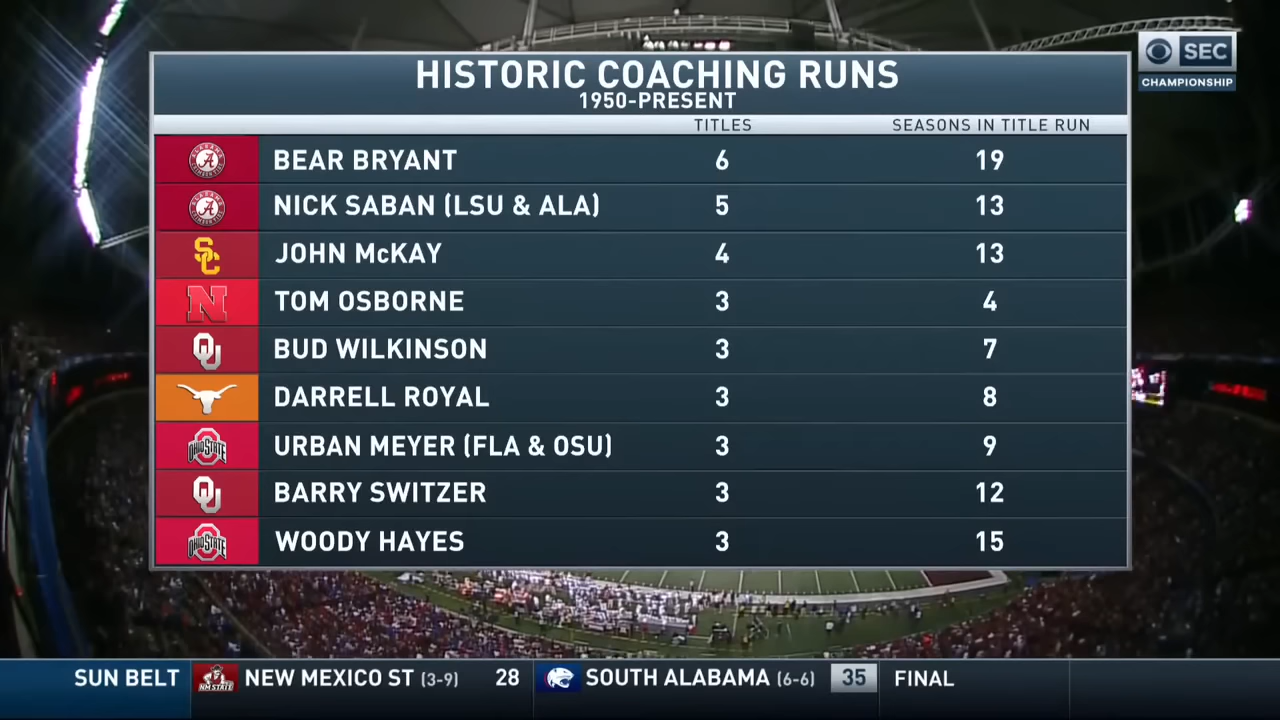 HISTORIC COACHING RUNS
1950-PRESENT
TITLES SEASONS IN TITLE RUN
BEAR BRYANT 6 19
NICK SABAN (LSU & ALA) 5 13
JOHN McKAY 4 13
TOM OSBORNE 3 4
BUD WILKINSON 3 7
DARRELL ROYAL 3 8
URBAN MEYER (FLA & OSU) 3 9
BARRY SWITZER 3 12
WOODY HAYES 3 15
SEC
CHAMPIONSHIP
SUN BELT NM STATE NEW MEXICO ST (3-9) 28 SOUTH ALABAMA (6-6) 35 FINAL